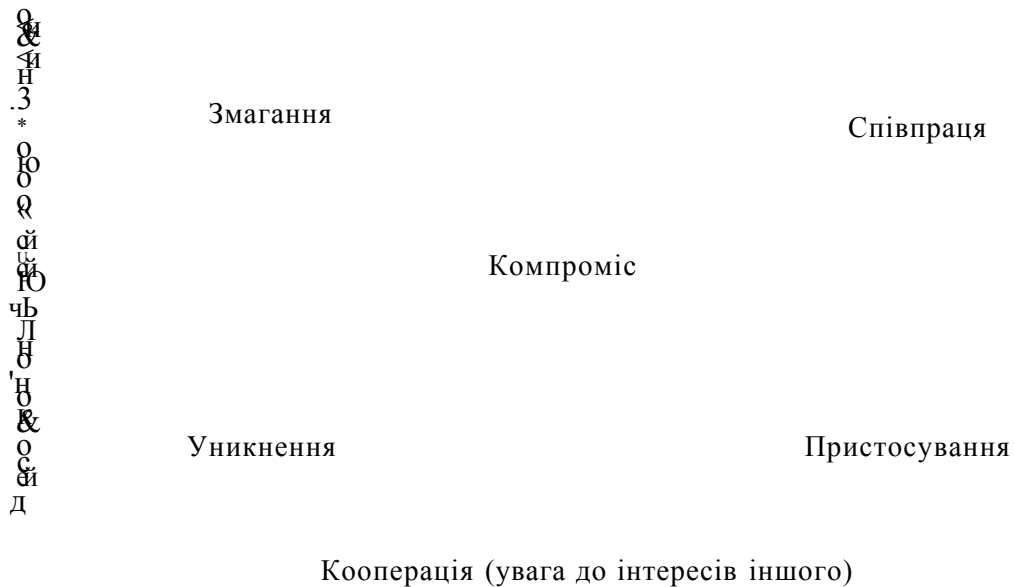 Змагання
Співпраця
Компроміс
Уникнення
Пристосування
Кооперація (увага до інтересів іншого)